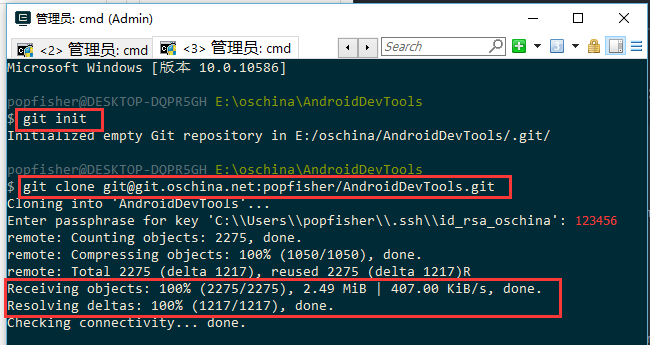 管理员: cmd (Admin)
<2> 管理员: cmd
<3> 管理员: cmd
Search
Microsoft Windows [版本 10.0.10586]
popfisher@DESKTOP-DQPR5GH E:\oschina\AndroidDevTools
$ git init
Initialized empty Git repository in E:/oschina/AndroidDevTools/.git/
popfisher@DESKTOP-DQPR5GH E:\oschina\AndroidDevTools
$ git clone git@git.oschina.net:popfisher/AndroidDevTools.git
Cloning into 'AndroidDevTools'...
Enter passphrase for key 'C:\\Users\\popfisher\\.ssh\\id_rsa_oschina': 123456
remote: Counting objects: 2275, done.
remote: Compressing objects: 100% (1050/1050), done.
remote: Total 2275 (delta 1217), reused 2275 (delta 1217)R
Receiving objects: 100% (2275/2275), 2.49 MiB | 407.00 KiB/s, done.
Resolving deltas: 100% (1217/1217), done.
Checking connectivity... done.